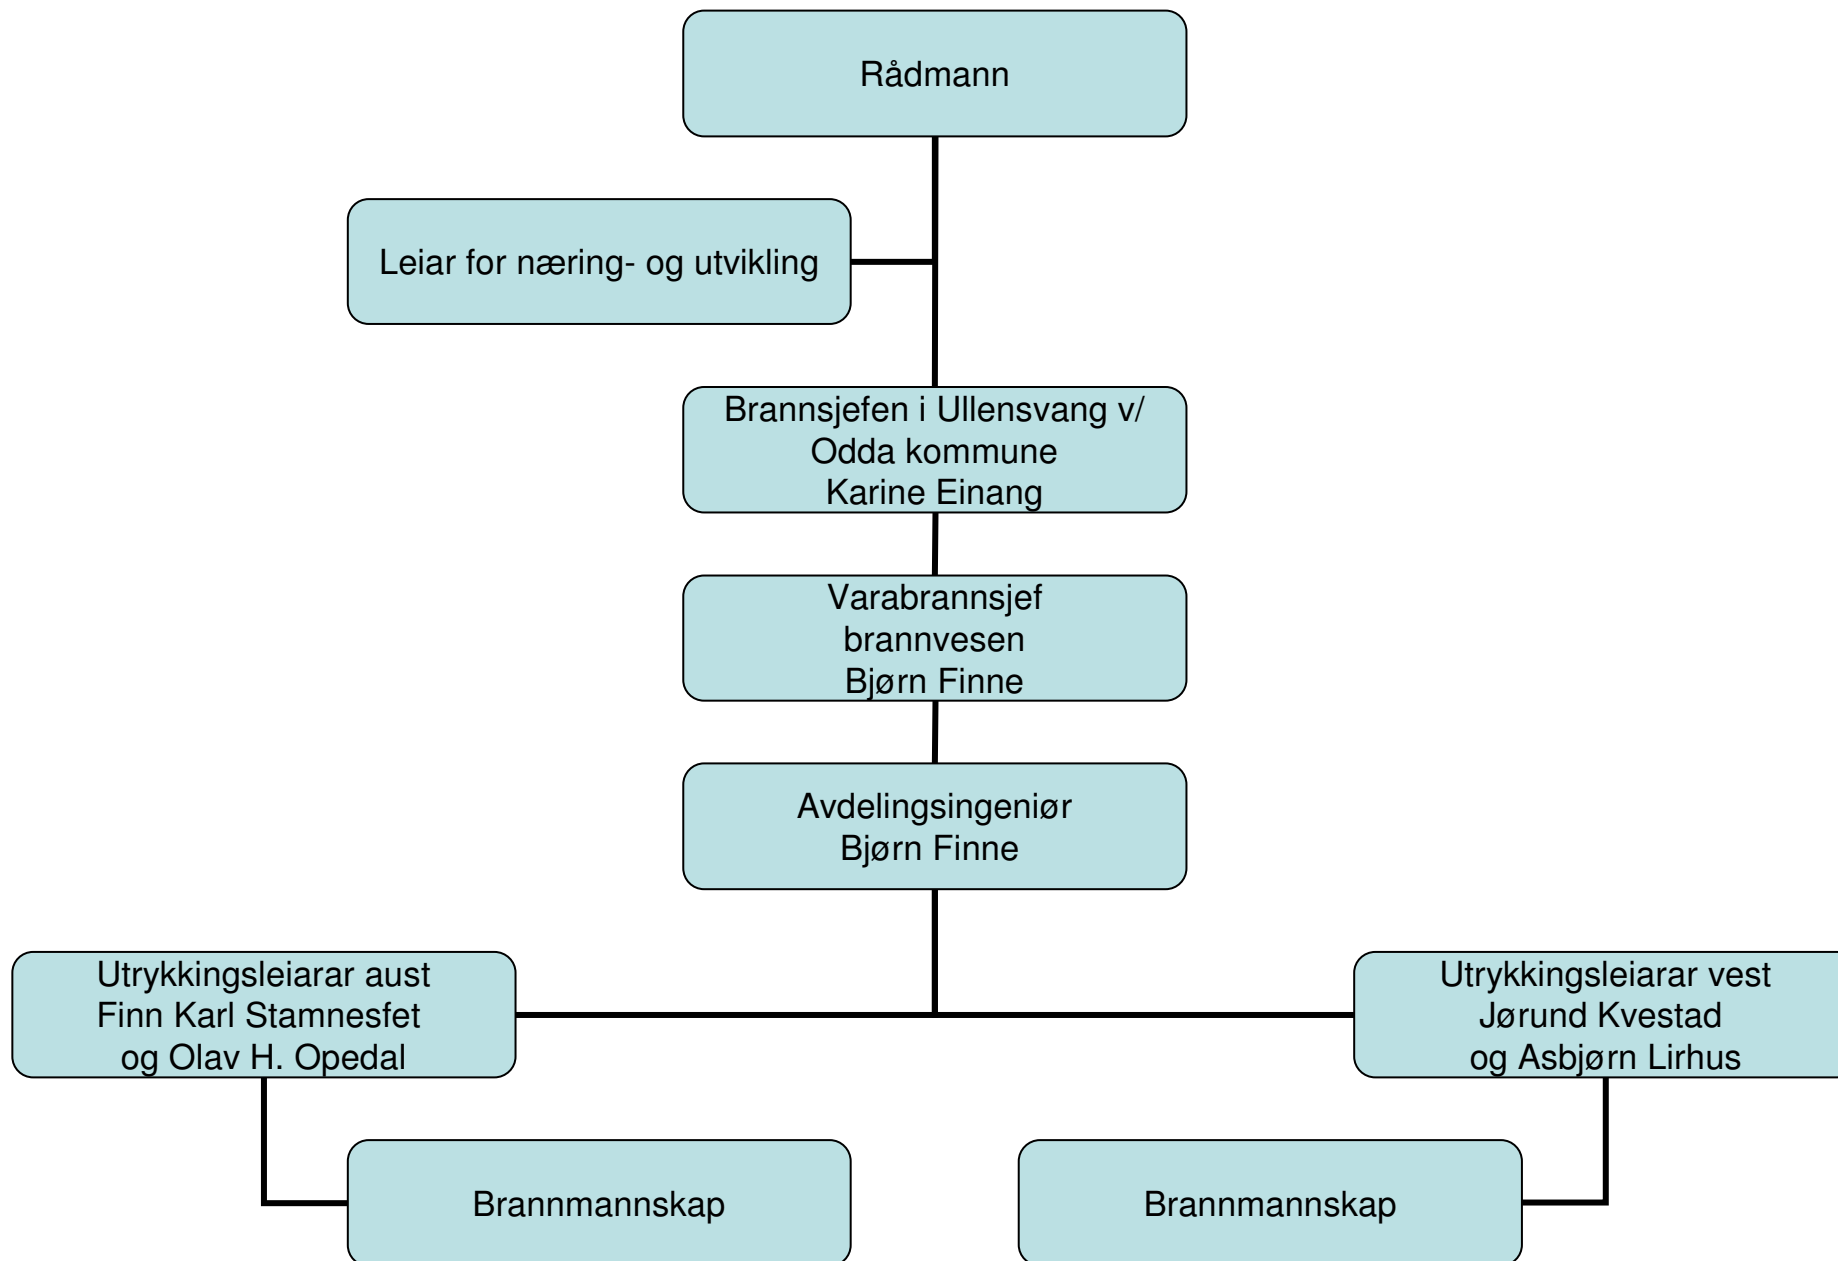 Rådmann
Leiar for næring- og utvikling
Brannsjefen i Ullensvang v/
Odda kommune
Karine Einang
Varabrannsjef
brannvesen
Bjørn Finne
Avdelingsingeniør
Bjørn Finne
Utrykkingsleiarar aust
Finn Karl Stamnesfet
og Olav H. Opedal
Utrykkingsleiarar vest
Jørund Kvestad
og Asbjørn Lirhus
Brannmannskap
Brannmannskap